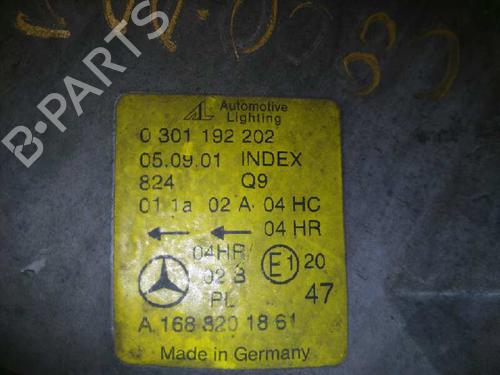 B-PARTS
AL Automotive
Lighting
0 301 192 202
05.09.01 INDEX
824 Q9
01 1a 02 A 04 HC
04 HR
04HR/
02 B
PL
E1 20
47
A 168 820 18 61
Made in Germany